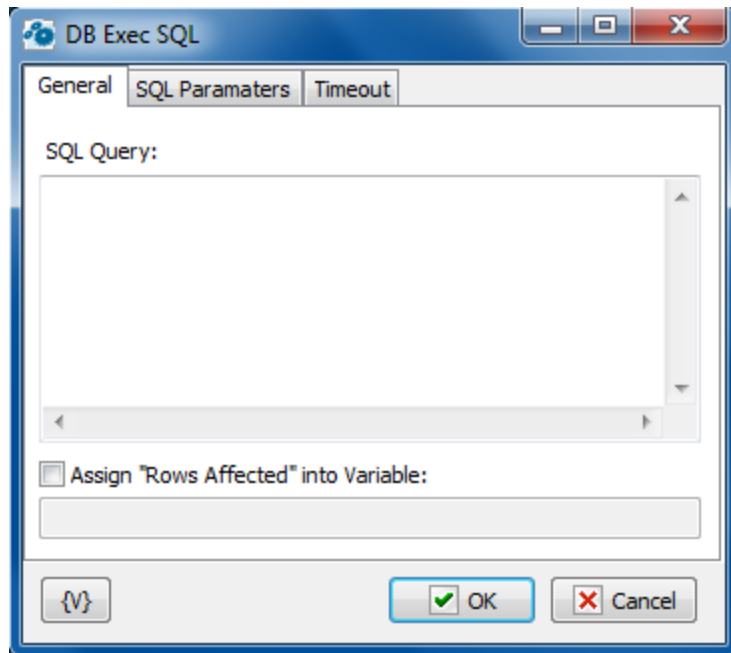 DB Exec SQL
General SQL Paramaters Timeout
SQL Query:
Assign "Rows Affected" into Variable:
{V} OK Cancel